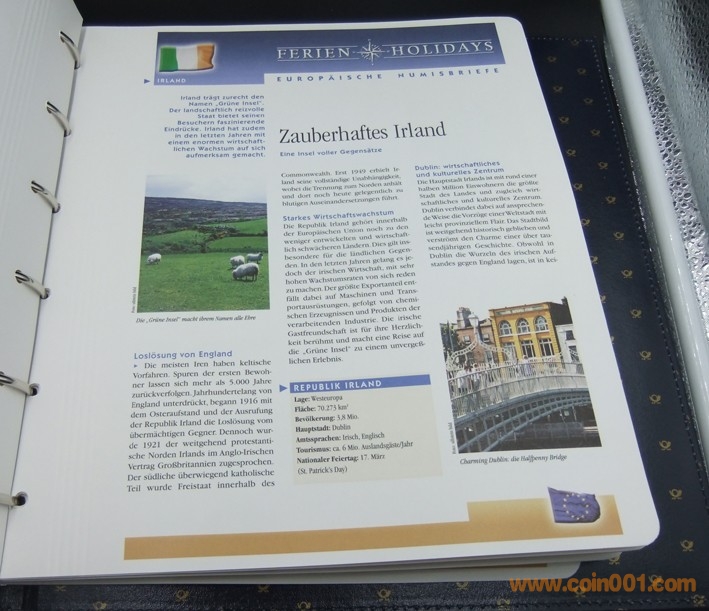 FERIEN HOLIDAYS
EUROPÄISCHE NUMISBRIEFE
IRLAND
Irland trägt zurecht den
Namen „Grüne Insel“.
Der landschaftlich reizvolle
Staat bietet seinen
Besuchern faszinierende
Eindrücke. Irland hat zudem
in den letzten Jahren mit
einem enormen wirtschaft-
lichen Wachstum auf sich
aufmerksam gemacht.
Zauberhaftes Irland
Eine Insel voller Gegensätze
Die „Grüne Insel“ macht ihrem Namen alle Ehre
Loslösung von England
Die meisten Iren haben keltische
Vorfahren. Spuren der ersten Bewoh-
ner lassen sich mehr als 5.000 Jahre
zurückverfolgen. Jahrhundertelang von
England unterdrückt, begann 1916 mit
dem Osteraufstand und der Ausrufung
der Republik Irland die Loslösung vom
übermächtigen Gegner. Dennoch wur-
de 1921 der weitgehend protestanti-
sche Norden Irlands im Anglo-Irischen
Vertrag Großbritannien zugesprochen.
Der südliche überwiegend katholische
Teil wurde Freistaat innerhalb des
Commonwealth. Erst 1949 erhielt Ir-
land seine vollständige Unabhängigkeit,
wobei die Trennung zum Norden anhält
und dort noch heute gelegentlich zu
blutigen Auseinandersetzungen führt.
Starkes Wirtschaftswachstum
Die Republik Irland gehört innerhalb
der Europäischen Union noch zu den
weniger entwickelten und wirtschaft-
lich schwächeren Ländern. Dies gilt ins-
besondere für die ländlichen Gegen-
den. In den letzten Jahren gelang es je-
doch der irischen Wirtschaft, mit sehr
hohen Wachstumsraten von sich reden
zu machen. Der größte Exportanteil ent-
fällt dabei auf Maschinen und Trans-
portausrüstungen, gefolgt von chemi-
schen Erzeugnissen und Produkten der
verarbeitenden Industrie. Die irische
Gastfreundschaft ist für ihre Herzlich-
keit berühmt und macht eine Reise auf
die „Grüne Insel“ zu einem unvergeß-
lichen Erlebnis.
REPUBLIK IRLAND
Lage: Westeuropa
Fläche: 70.273 km²
Bevölkerung: 3,8 Mio.
Hauptstadt: Dublin
Amtssprachen: Irisch, Englisch
Tourismus: ca. 6 Mio. Auslandsgäste/Jahr
Nationaler Feiertag: 17. März
(St. Patrick's Day)
Dublin: wirtschaftliches
und kulturelles Zentrum
Die Hauptstadt Irlands ist mit rund einer
halben Million Einwohnern die größte
Stadt des Landes und zugleich wirt-
schaftliches und kulturelles Zentrum.
Dublin verbindet dabei auf ansprechen-
de Weise die Vorzüge einer Weltstadt mit
leicht provinziellem Flair. Das Stadtbild
ist weitgehend historisch geblieben und
verströmt den Charme einer über tau-
sendjährigen Geschichte. Obwohl in
Dublin die Wurzeln des irischen Auf-
standes gegen England lagen, ist in kei-
Charming Dublin: die Halfpenny Bridge
www.coin001.com